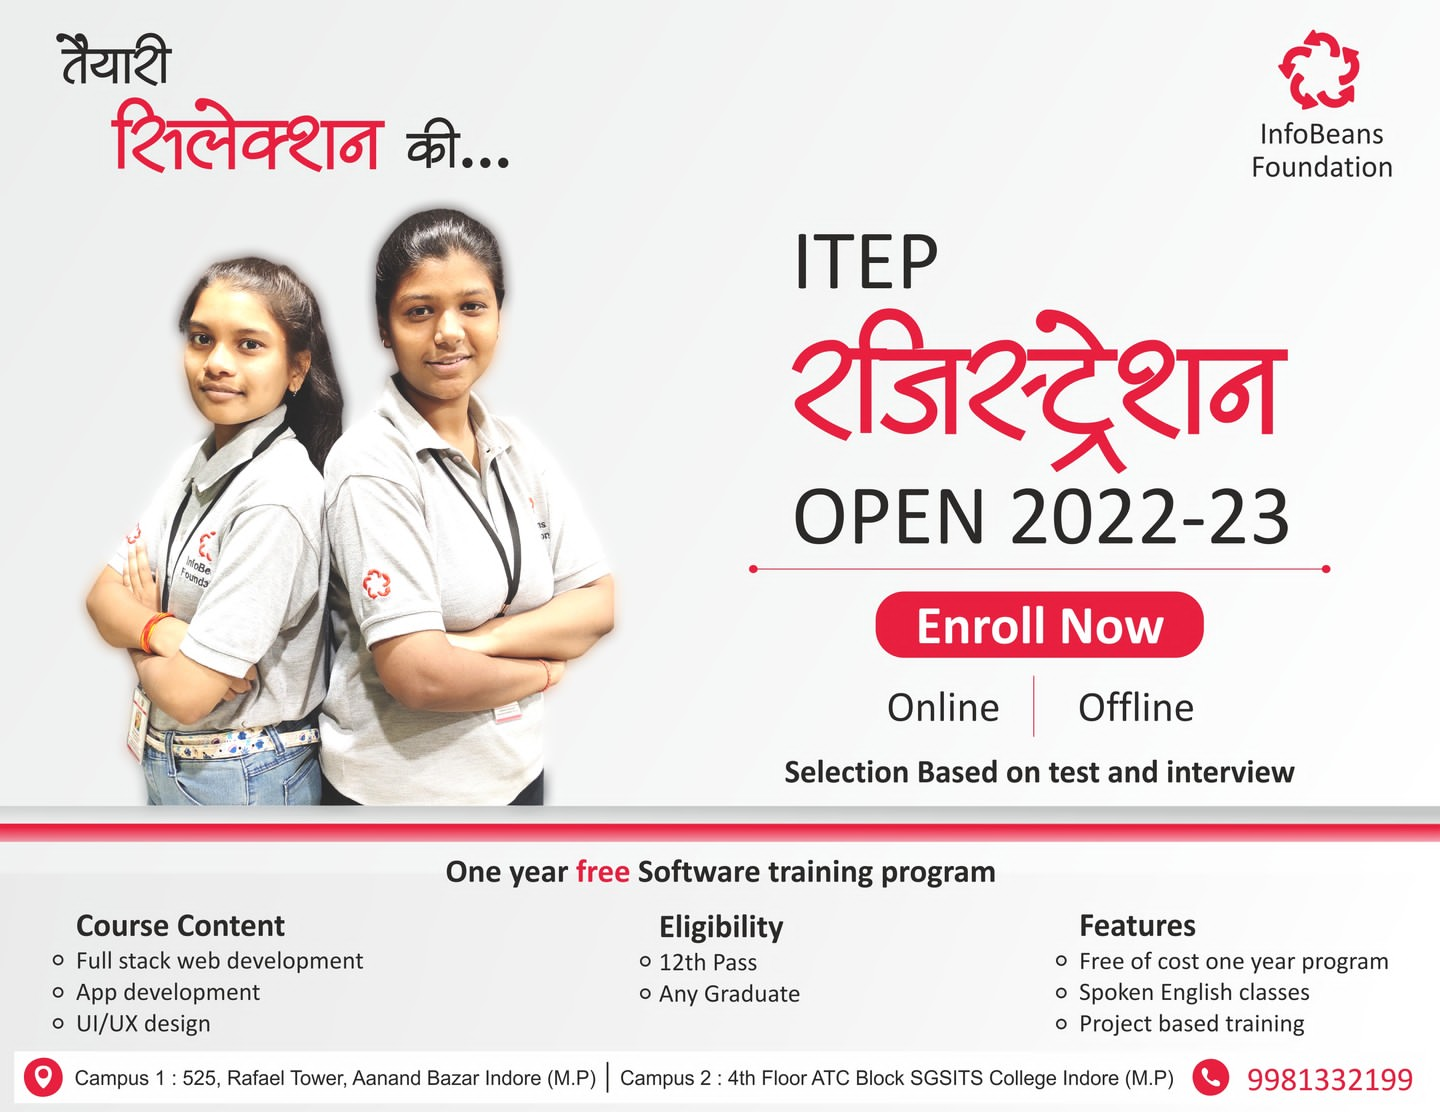 तैयारी
सिलेक्शन की...
InfoBeans
Foundation
ITEP
रजिस्ट्रेशन
OPEN 2022-23
Enroll Now
Online | Offline
Selection Based on test and interview
One year free Software training program
Course Content
Full stack web development
App development
UI/UX design
Eligibility
12th Pass
Any Graduate
Features
Free of cost one year program
Spoken English classes
Project based training
Campus 1 : 525, Rafael Tower, Aanand Bazar Indore (M.P) | Campus 2 : 4th Floor ATC Block SGSITS College Indore (M.P)
9981332199